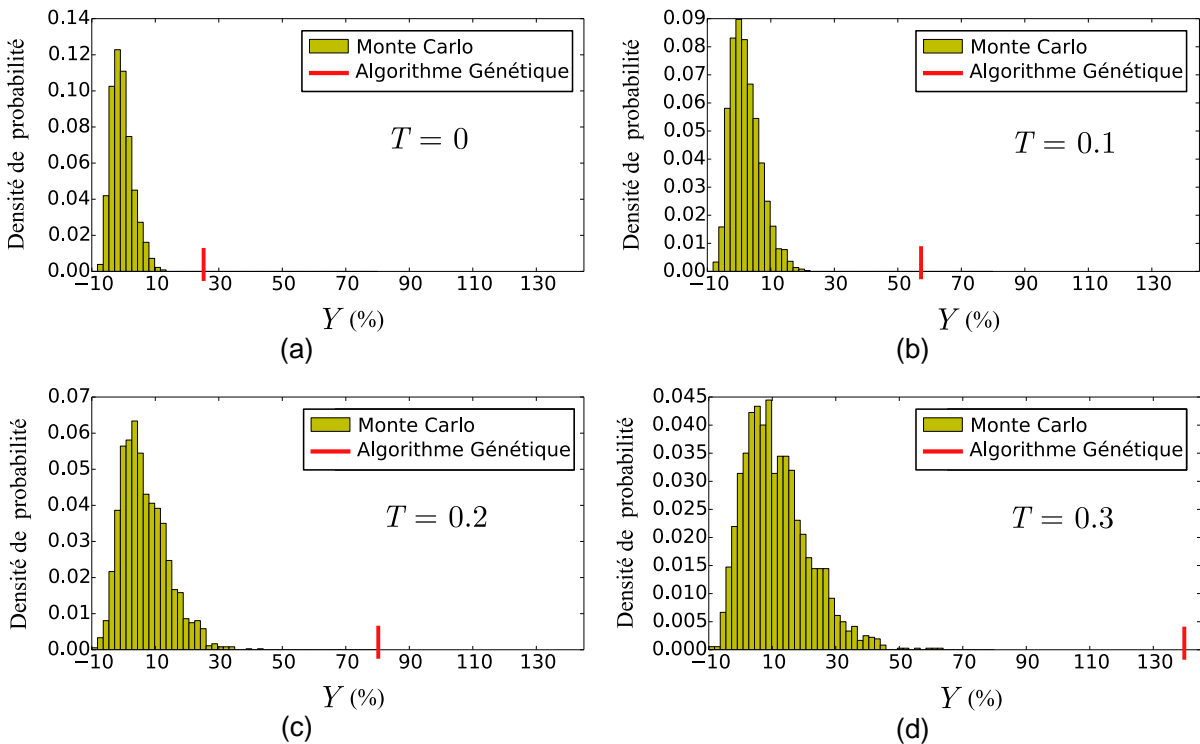 0.14
0.12
0.10
0.08
0.06
0.04
0.02
0.00
Densité de probabilité
Monte Carlo
Algorithme Génétique
T = 0
−10 10 30 50 70 90 110 130
Y (%)
(a)
0.09
0.08
0.07
0.06
0.05
0.04
0.03
0.02
0.01
0.00
Densité de probabilité
Monte Carlo
Algorithme Génétique
T = 0.1
−10 10 30 50 70 90 110 130
Y (%)
(b)
0.07
0.06
0.05
0.04
0.03
0.02
0.01
0.00
Densité de probabilité
Monte Carlo
Algorithme Génétique
T = 0.2
−10 10 30 50 70 90 110 130
Y (%)
(c)
0.045
0.040
0.035
0.030
0.025
0.020
0.015
0.010
0.005
0.000
Densité de probabilité
Monte Carlo
Algorithme Génétique
T = 0.3
−10 10 30 50 70 90 110 130
Y (%)
(d)